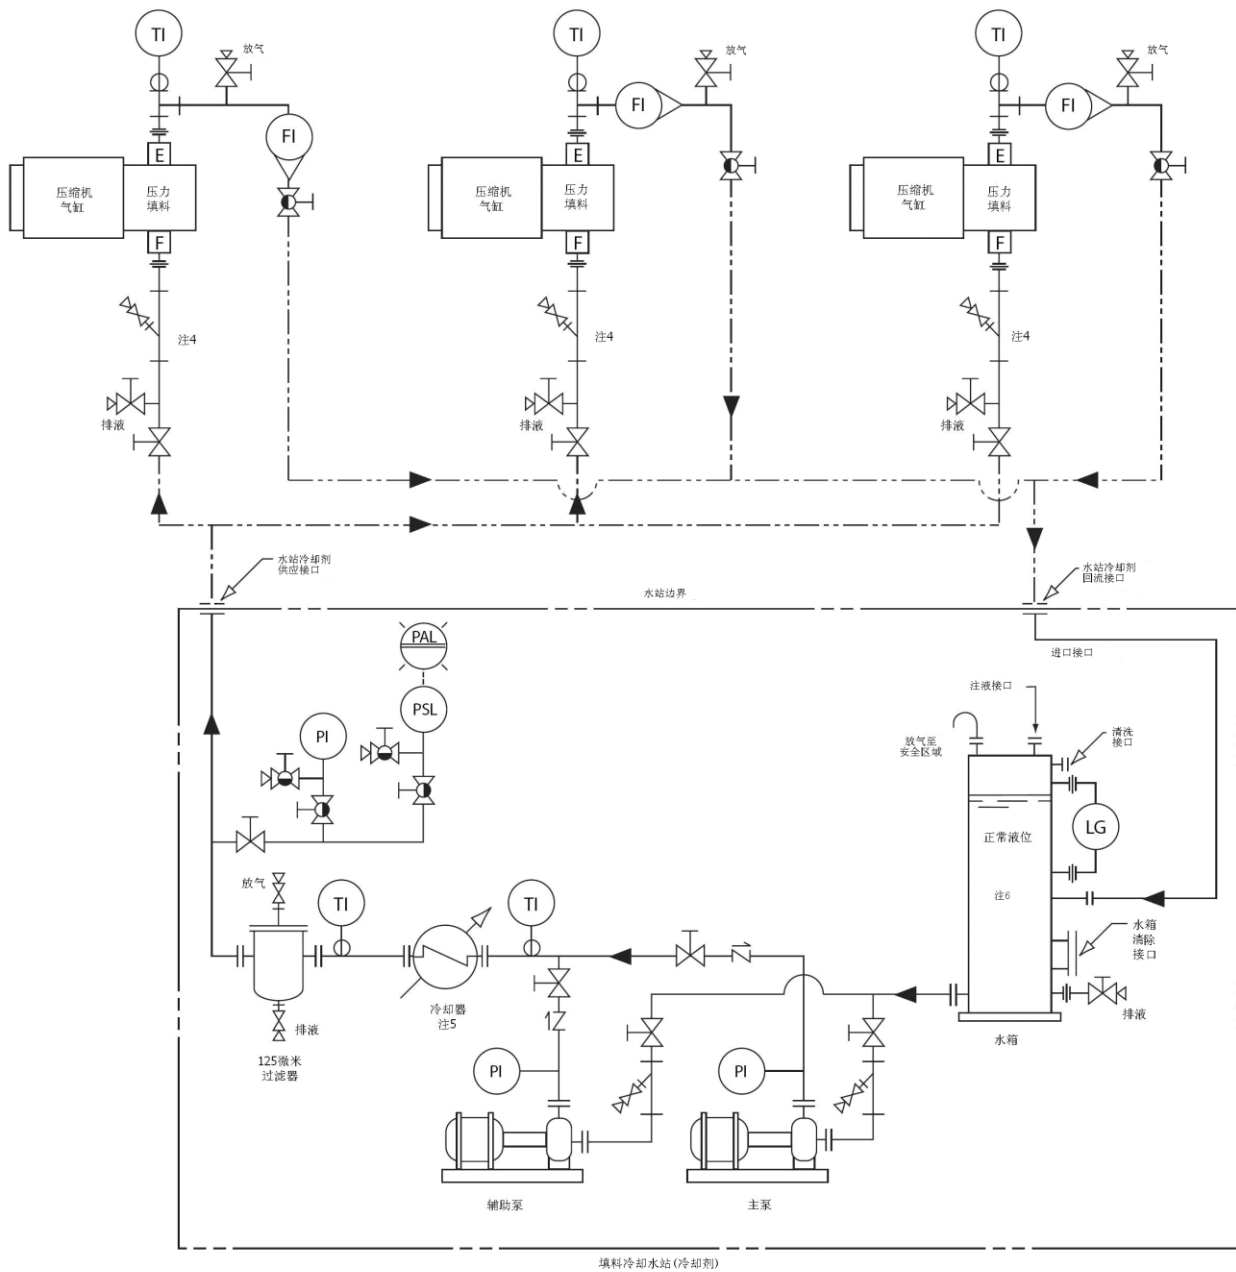 TI
放气
TI
放气
TI
放气
FI
FI
FI
E
E
E
压缩机
气缸
压力
填料
压缩机
气缸
压力
填料
压缩机
气缸
压力
填料
F
F
F
注4
注4
注4
排液
排液
排液
水站冷却剂
供应接口
水站边界
水站冷却剂
回流接口
PAL
进口接口
注液接口
PSL
PI
放气至
安全区域
清洗
接口
LG
正常液位
放气
TI
TI
注6
水箱
清除
接口
冷却器
注5
排液
排液
水箱
125微米
过滤器
PI
PI
辅助泵
主泵
填料冷却水站(冷却剂)